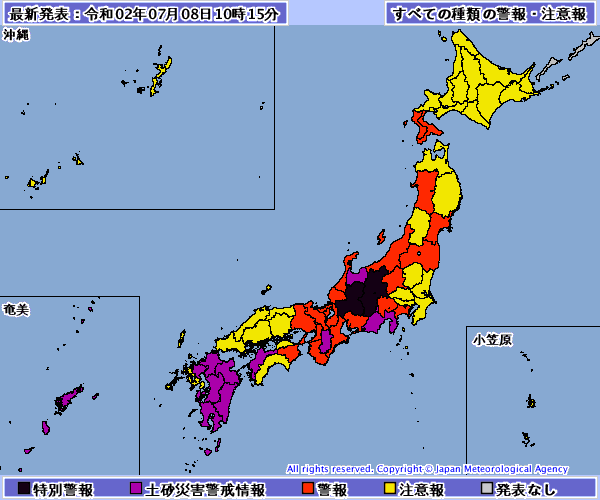 最新発表:令和02年07月08日10時15分
すべての種類の警報・注意報
沖縄
奄美
小笠原
All rights reserved. Copyright © Japan Meteorological Agency
特別警報 土砂災害警戒情報 警報 注意報 発表なし